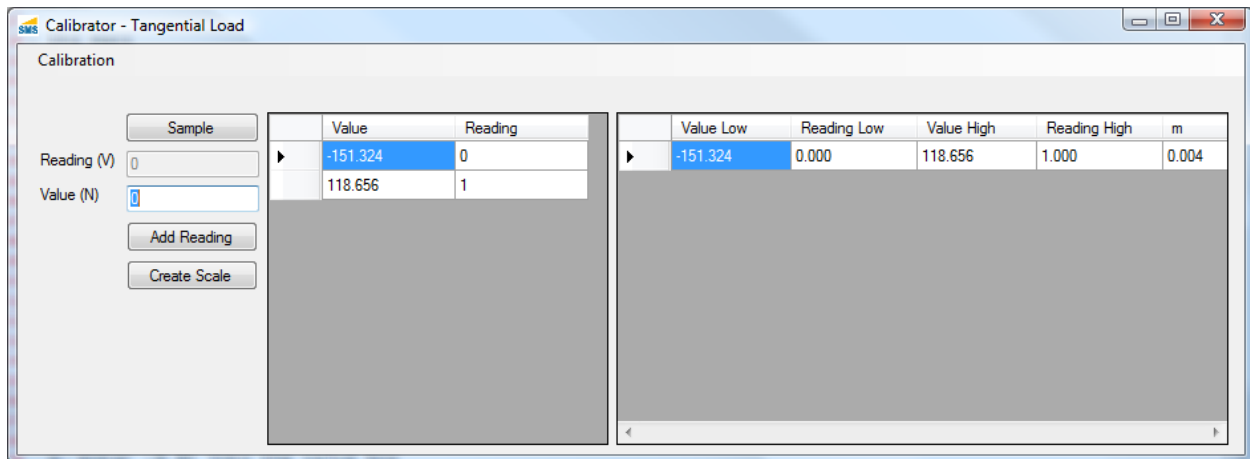 SMS Calibrator - Tangential Load
Calibration
Sample
Reading (V) 0
Value (N) 0
Add Reading
Create Scale
Value Reading
-151.324 0
118.656 1
Value Low Reading Low Value High Reading High m
-151.324 0.000 118.656 1.000 0.004